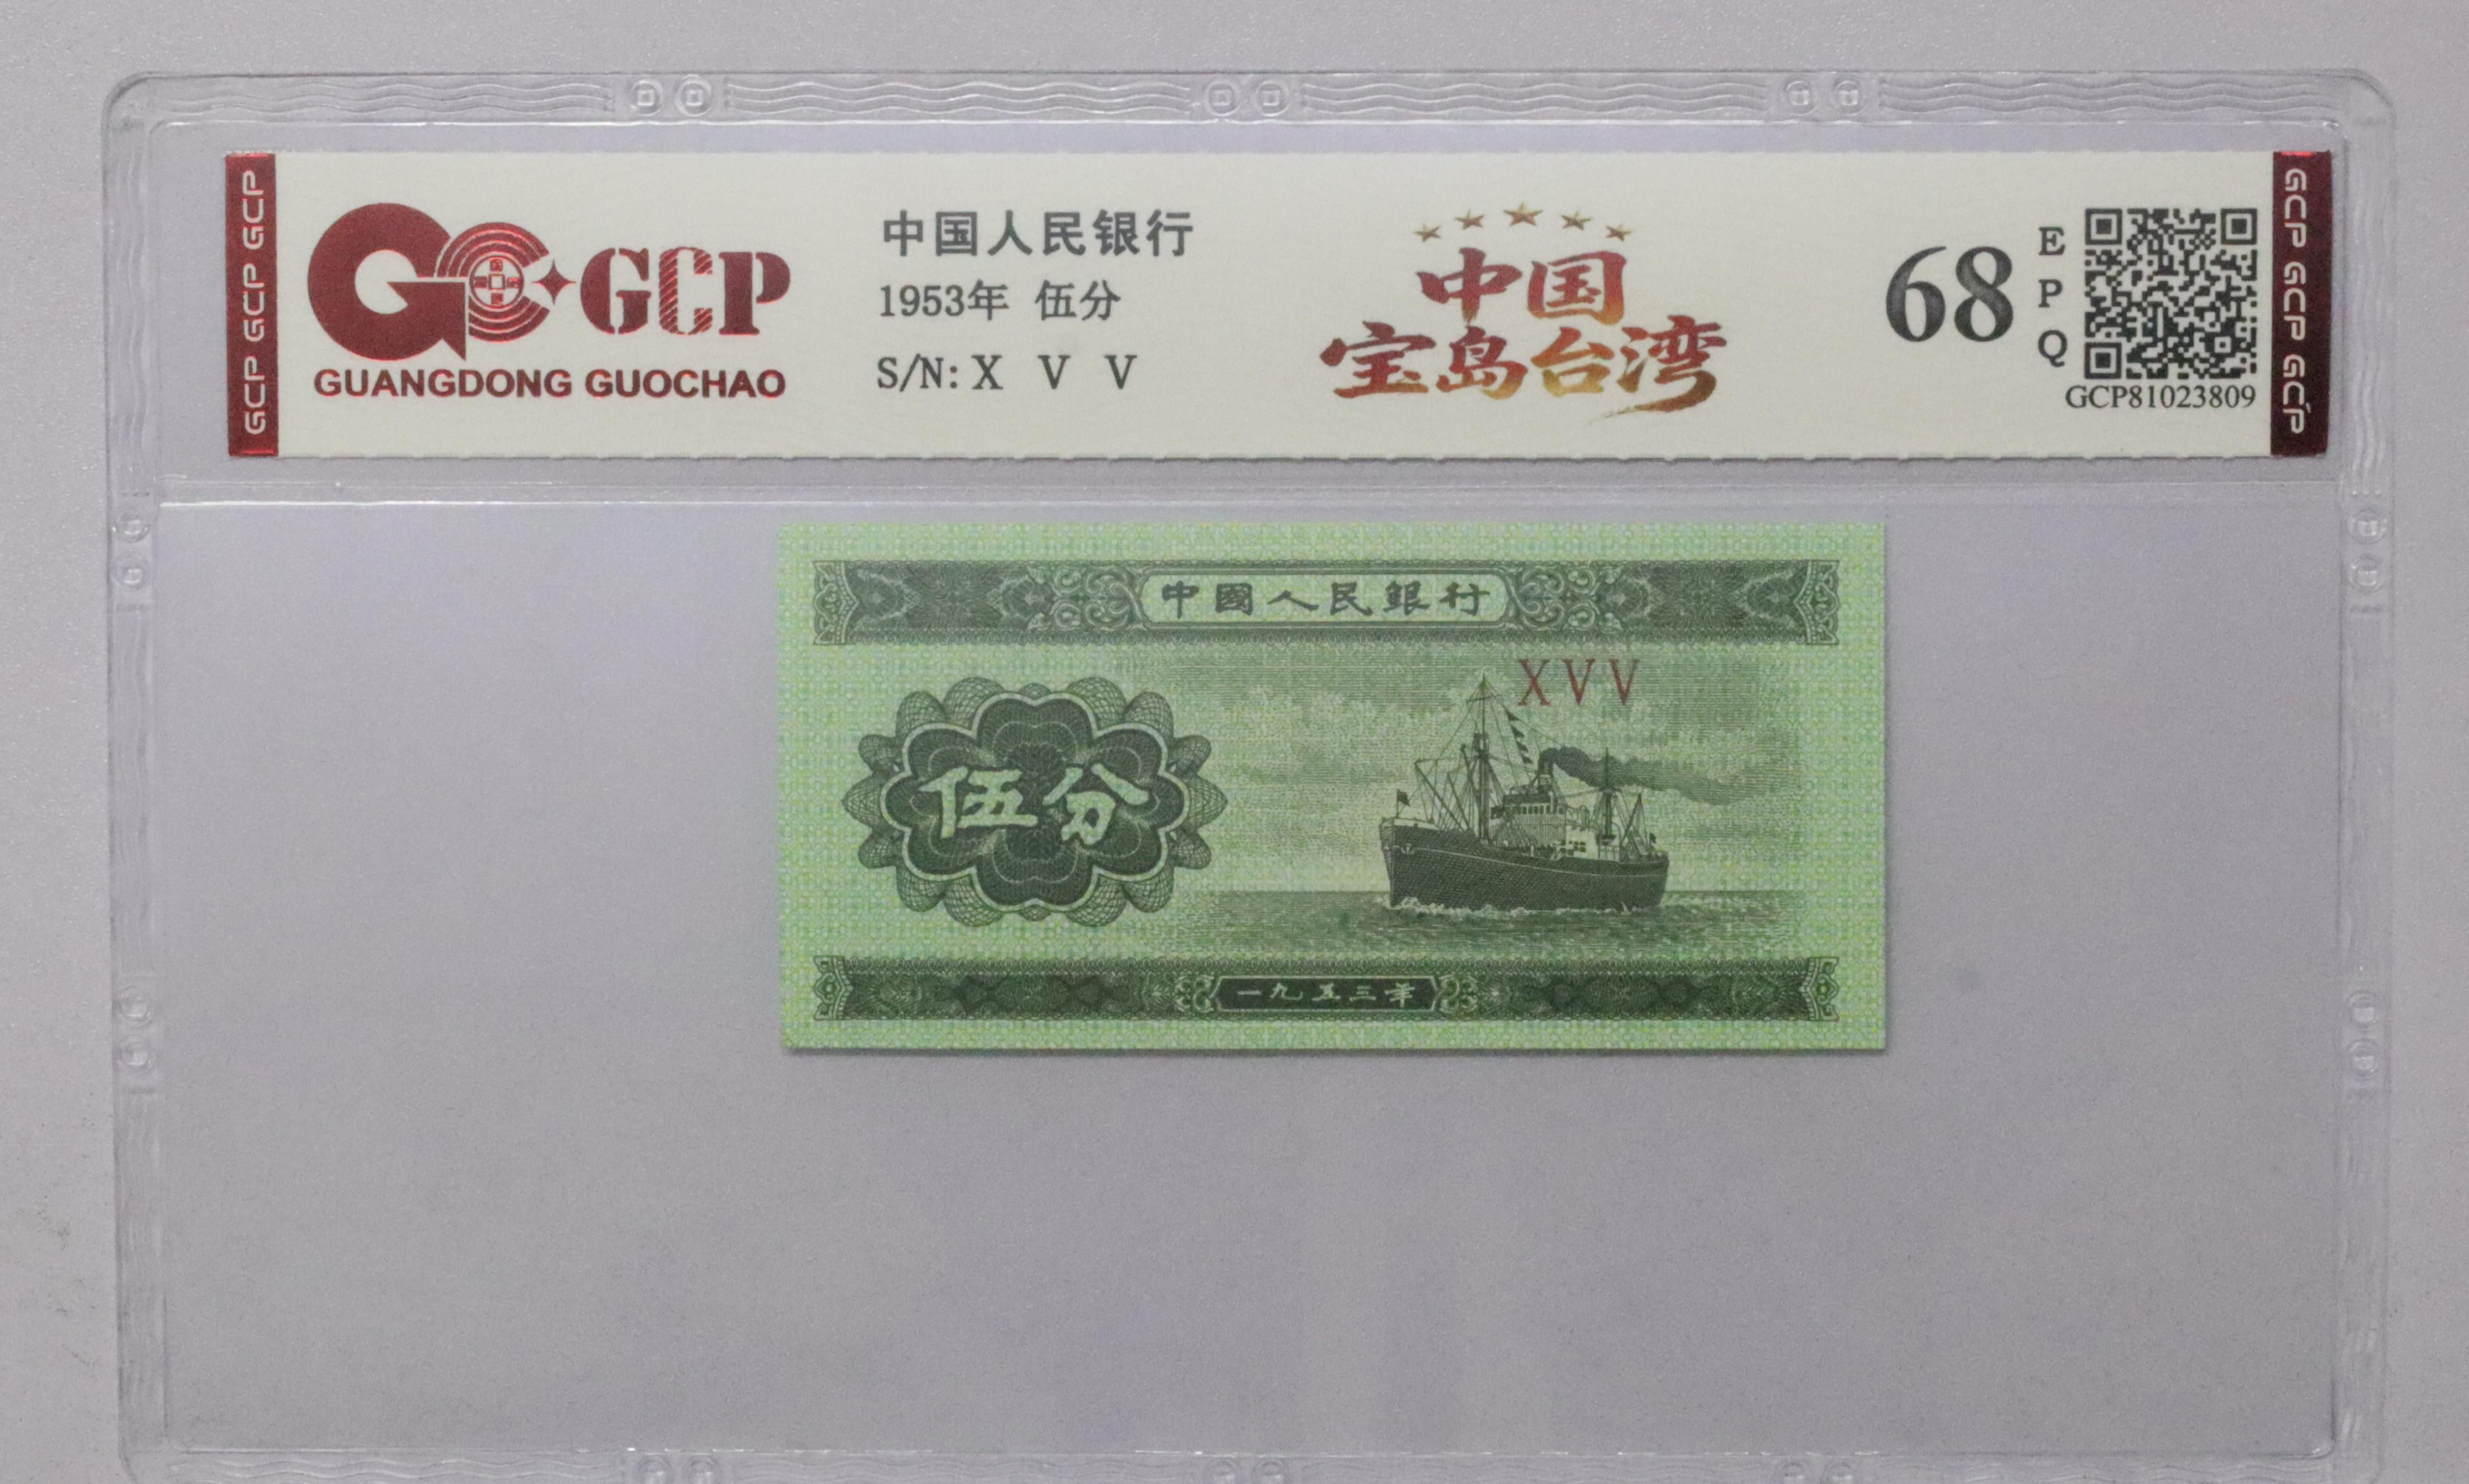 GCP GCP GCP
GCP
GUANGDONG GUOCHAO
中国人民银行
1953年 伍分
S/N: X V V
中国
宝岛台湾
68
EPQ
GCP81023809
GCP GCP GCP
中國人民銀行
XVV
伍分
一九五三年